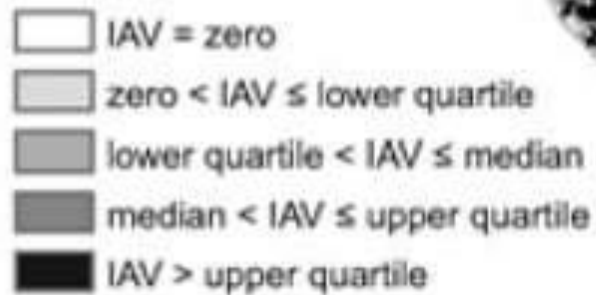 IAV = zero
zero < IAV ≤ lower quartile
lower quartile < IAV ≤ median
median < IAV ≤ upper quartile
IAV > upper quartile